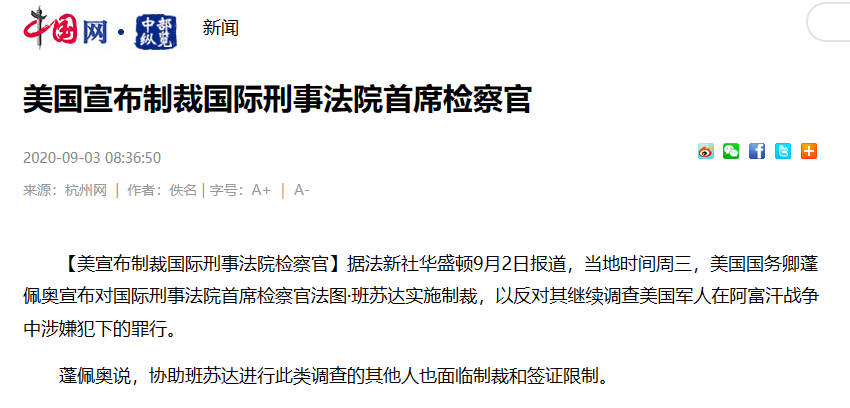 中国网·中部纵览 新闻
美国宣布制裁国际刑事法院首席检察官
2020-09-03 08:36:50
来源：杭州网 | 作者：佚名 | 字号：A+ | A-
【美宣布制裁国际刑事法院检察官】据法新社华盛顿9月2日报道，当地时间周三，美国国务卿蓬
佩奥宣布对国际刑事法院首席检察官法图·班苏达实施制裁，以反对其继续调查美国军人在阿富汗战争
中涉嫌犯下的罪行。
蓬佩奥说，协助班苏达进行此类调查的其他人也面临制裁和签证限制。